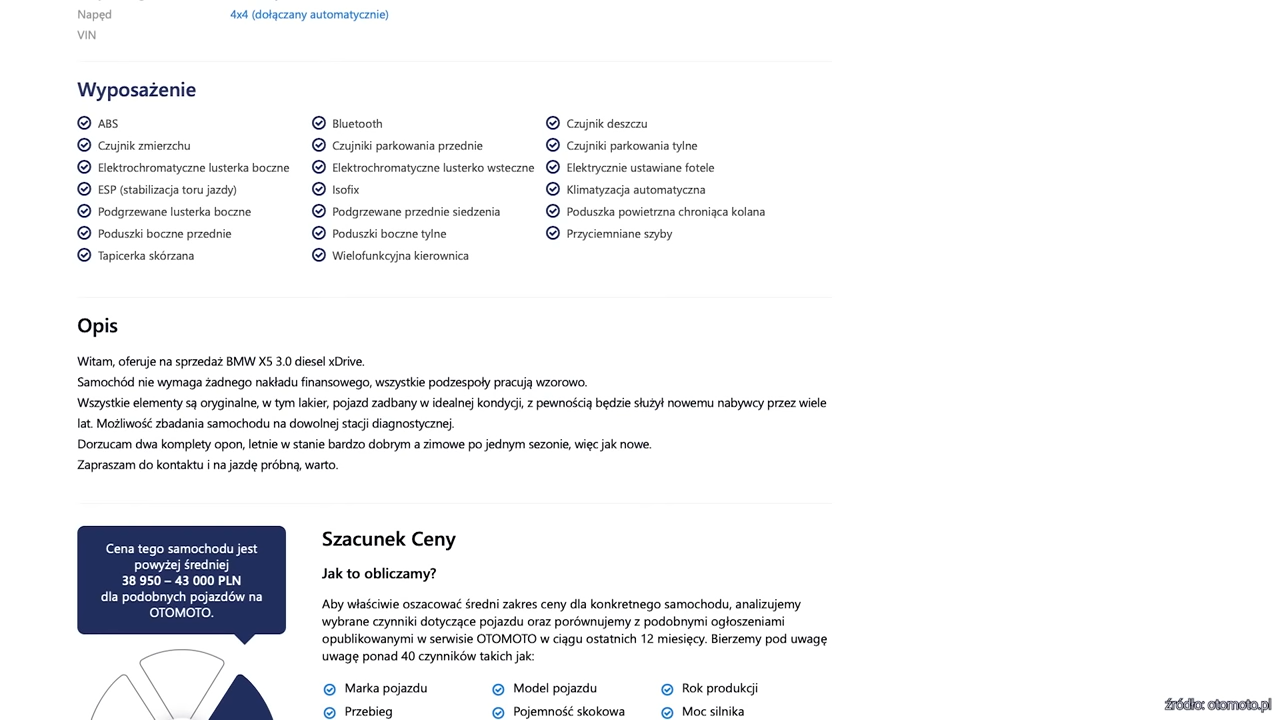 Napęd 4x4 (dołączany automatycznie)
VIN
Wyposażenie
ABS Bluetooth Czujnik deszczu
Czujnik zmierzchu Czujniki parkowania przednie Czujniki parkowania tylne
Elektrochromatyczne lusterka boczne Elektrochromatyczne lusterko wsteczne Elektrycznie ustawiane fotele
ESP (stabilizacja toru jazdy) Isofix Klimatyzacja automatyczna
Podgrzewane lusterka boczne Podgrzewane przednie siedzenia Poduszka powietrzna chroniąca kolana
Poduszki boczne przednie Poduszki boczne tylne Przyciemniane szyby
Tapicerka skórzana Wielofunkcyjna kierownica
Opis
Witam, oferuje na sprzedaż BMW X5 3.0 diesel xDrive.
Samochód nie wymaga żadnego nakładu finansowego, wszystkie podzespoły pracują wzorowo.
Wszystkie elementy są oryginalne, w tym lakier, pojazd zadbany w idealnej kondycji, z pewnością będzie służył nowemu nabywcy przez wiele
lat. Możliwość zbadania samochodu na dowolnej stacji diagnostycznej.
Dorzucam dwa komplety opon, letnie w stanie bardzo dobrym a zimowe po jednym sezonie, więc jak nowe.
Zapraszam do kontaktu i na jazdę próbną, warto.
Cena tego samochodu jest
powyżej średniej
38 950 – 43 000 PLN
dla podobnych pojazdów na
OTOMOTO.
Szacunek Ceny
Jak to obliczamy?
Aby właściwie oszacować średni zakres ceny dla konkretnego samochodu, analizujemy
wybrane czynniki dotyczące pojazdu oraz porównujemy z podobnymi ogłoszeniami
opublikowanymi w serwisie OTOMOTO w ciągu ostatnich 12 miesięcy. Bierzemy pod uwagę
uwagę ponad 40 czynników takich jak:
Marka pojazdu Model pojazdu Rok produkcji
Przebieg Pojemność skokowa Moc silnika
źródło: otomoto.pl